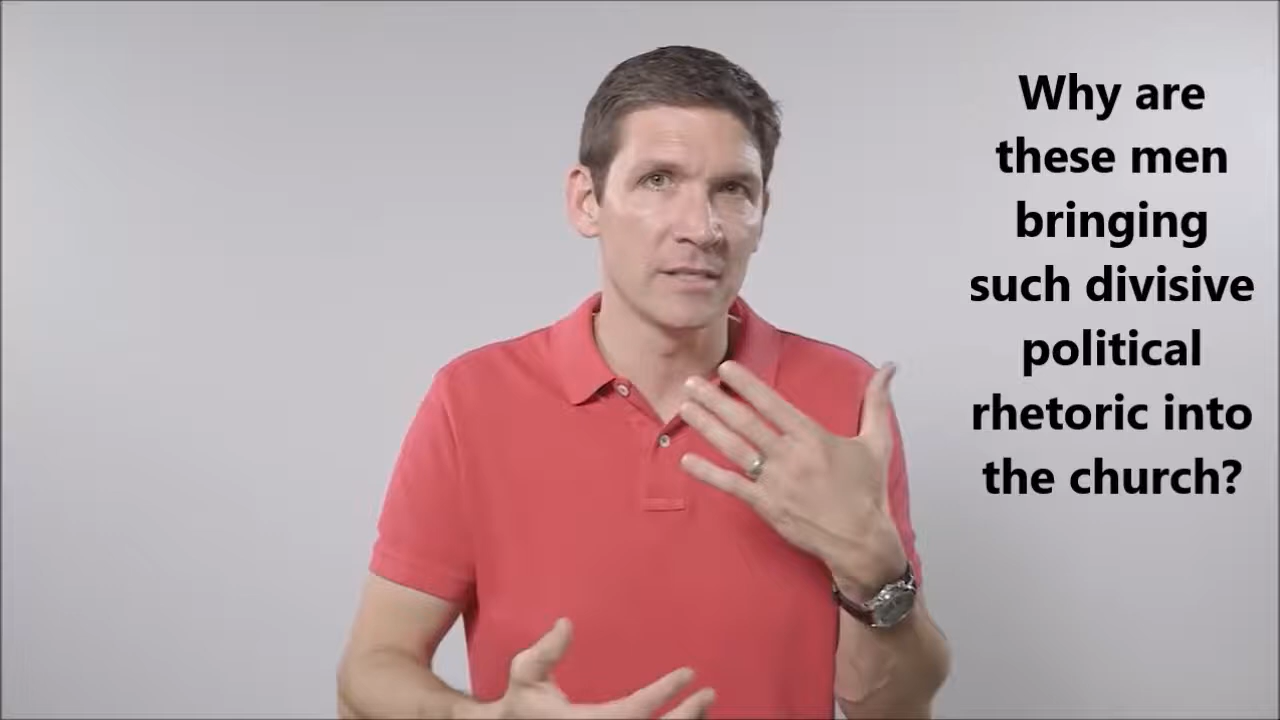 Why are
these men
bringing
such divisive
political
rhetoric into
the church?